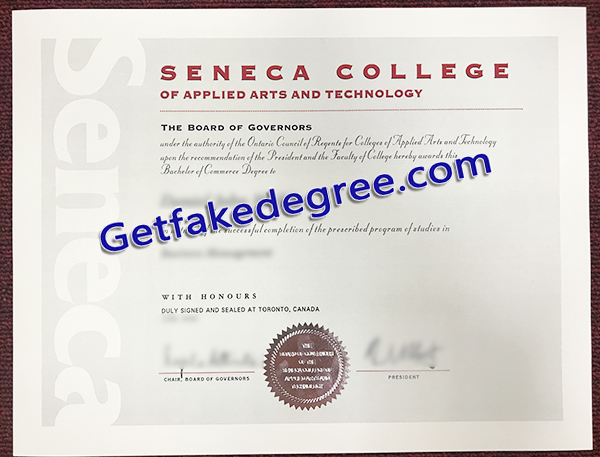 Seneca
SENECA COLLEGE
OF APPLIED ARTS AND TECHNOLOGY
THE BOARD OF GOVERNORS
under the authority of the Ontario Council of Regents for Colleges of Applied Arts and Technology
upon the recommendation of the President and the Faculty of College hereby awards this
Bachelor of Commerce Degree to
Getfakedegree.com
the successful completion of the prescribed program of studies in
WITH HONOURS
DULY SIGNED AND SEALED AT TORONTO, CANADA
CHAIR, BOARD OF GOVERNORS
PRESIDENT